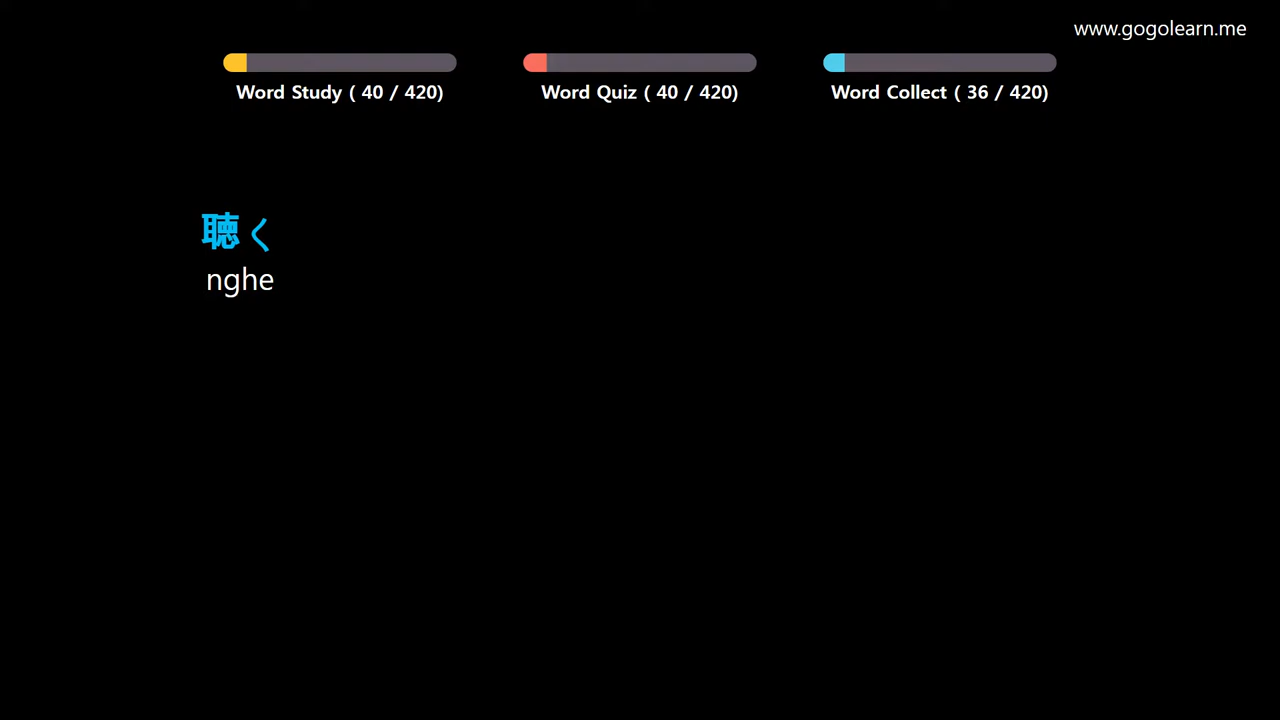 www.gogolearn.me
Word Study ( 40 / 420)
Word Quiz ( 40 / 420)
Word Collect ( 36 / 420)
聴く
nghe